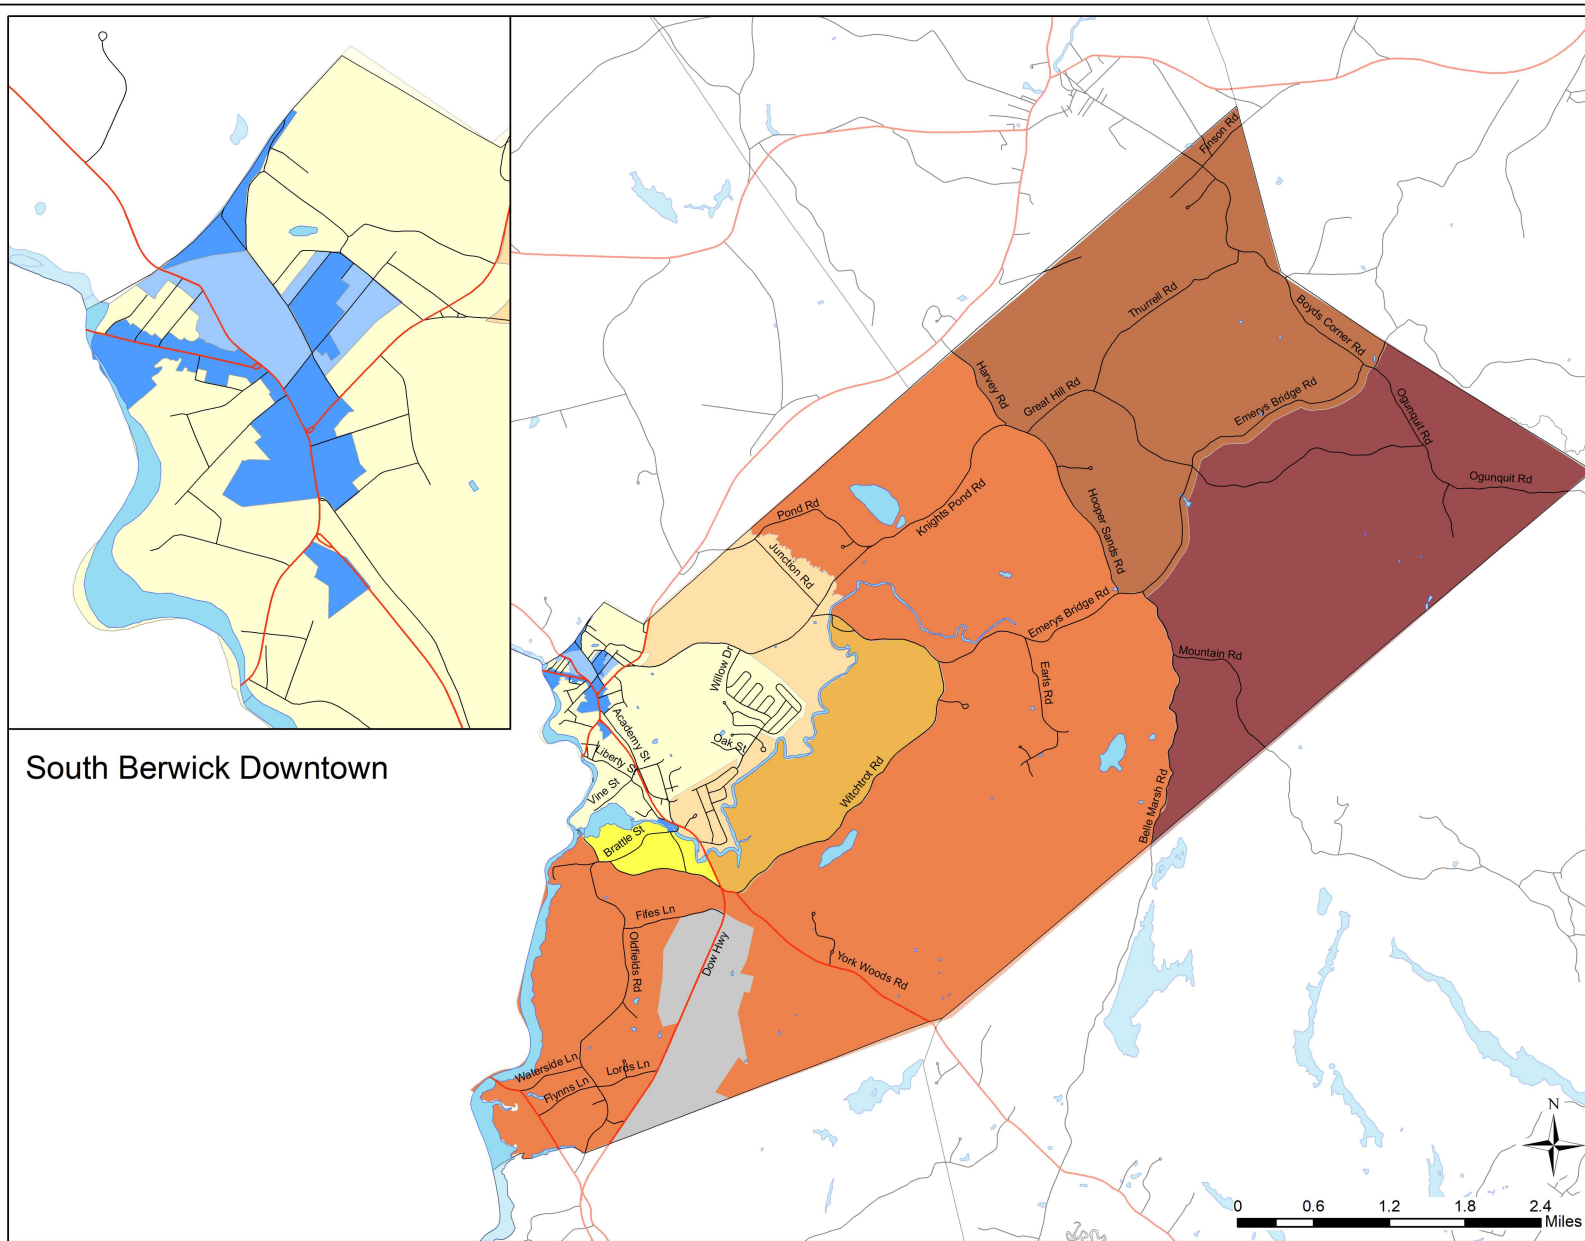 Finson Rd
Thurrell Rd
Boyds Corner Rd
Harvey Rd
Great Hill Rd
Emerys Bridge Rd
Ogunquit Rd
Ogunquit Rd
Pond Rd
Knights Pond Rd
Hooper Sands Rd
Junction Rd
Emerys Bridge Rd
Willow Dr
Mountain Rd
Earls Rd
Academy St
Oak St
Liberty St
South Berwick Downtown
Vine St
Witchtrot Rd
Belle Marsh Rd
Brattle St
Fifes Ln
Oldfields Rd
Dow Hwy
York Woods Rd
Waterside Ln
Lords Ln
Flynns Ln
N
0 0.6 1.2 1.8 2.4
Miles